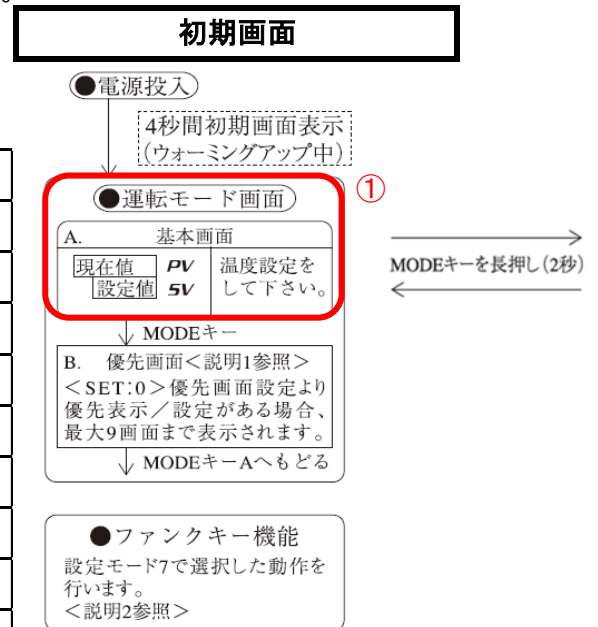 初期画面
●電源投入
4秒間初期画面表示
(ウォーミングアップ中)
●運転モード画面
①
A. 基本画面
現在値 PV
設定値 SV
温度設定を
して下さい。
MODEキーを長押し(2秒)
MODEキー
B. 優先画面<説明1参照>
<SET:0>優先画面設定より
優先表示/設定がある場合、
最大9画面まで表示されます。
MODEキーAへもどる
●ファンクキー機能
設定モード7で選択した動作を
行います。
<説明2参照>